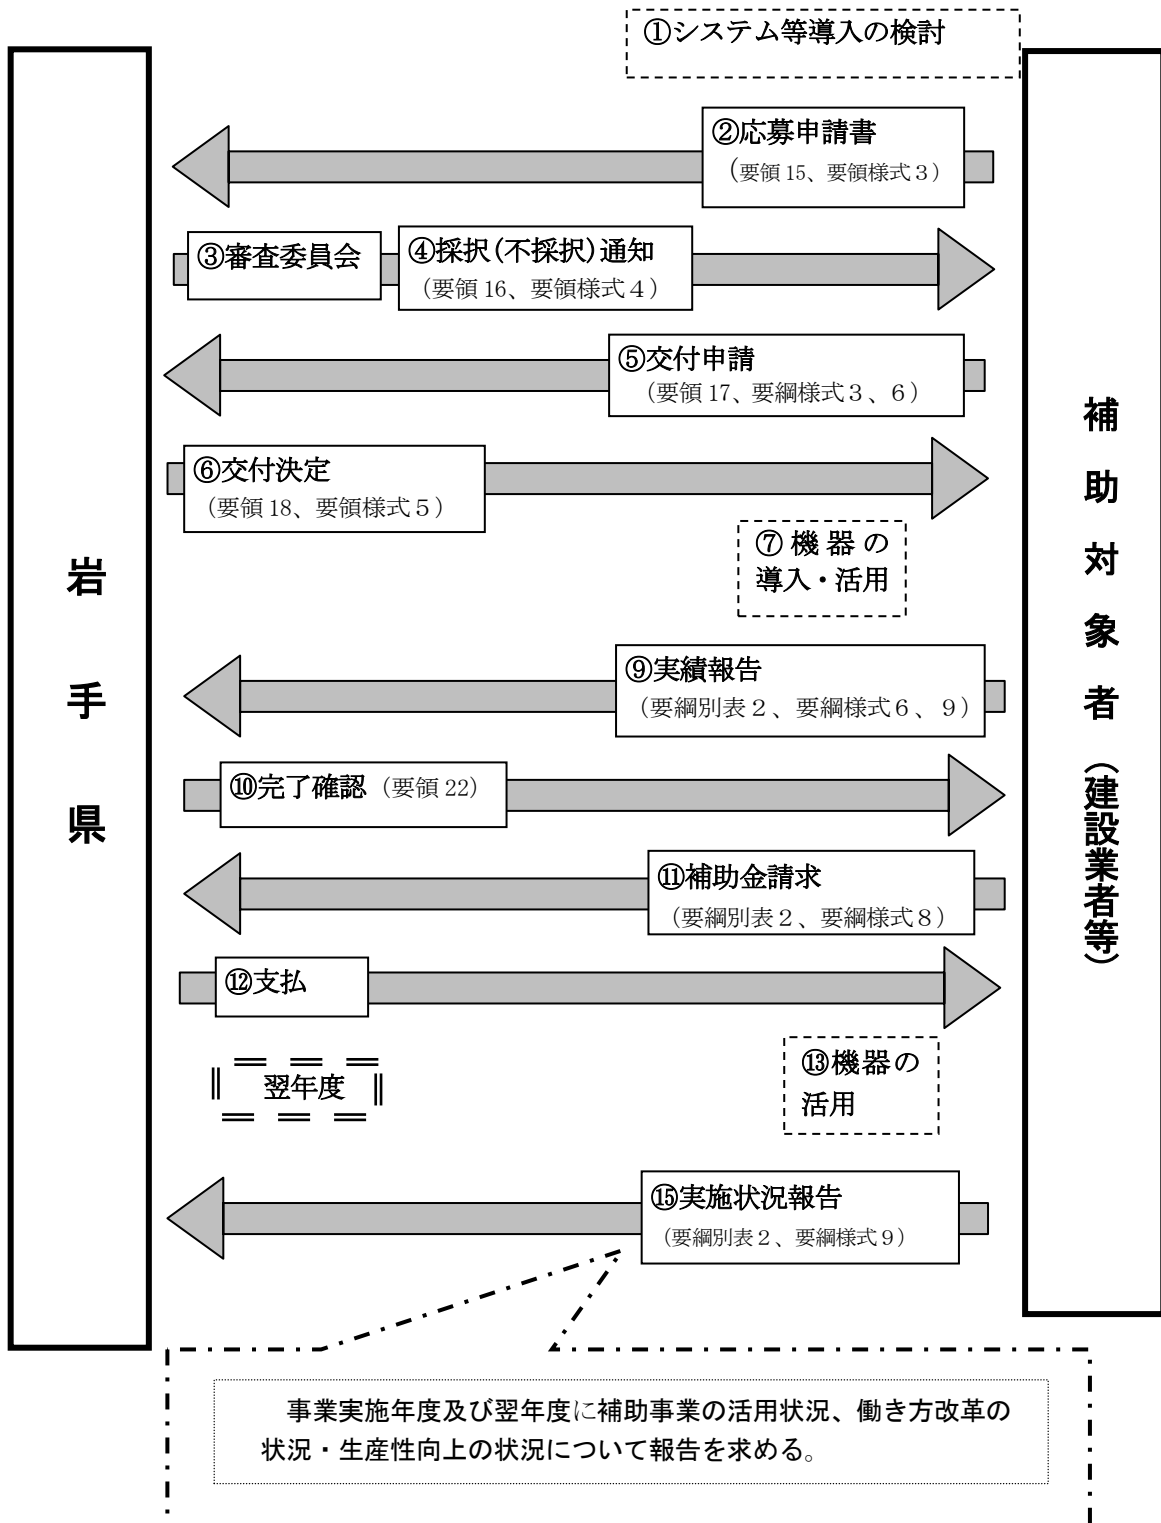 ①システム等導入の検討
②応募申請書
（要領 15、要領様式３）
③審査委員会
④採択（不採択）通知
（要領 16、要領様式４）
⑤交付申請
（要領 17、要綱様式３、６）
⑥交付決定
（要領 18、要領様式５）
⑦ 機 器 の
導入・活用
⑨実績報告
（要綱別表２、要綱様式６、９）
⑩完了確認（要領 22）
⑪補助金請求
（要綱別表２、要綱様式８）
⑫支払
翌年度
⑬機器の
活用
⑮実施状況報告
（要綱別表２、要綱様式９）
岩手県
補助対象者（建設業者等）
事業実施年度及び翌年度に補助事業の活用状況、働き方改革の
状況・生産性向上の状況について報告を求める。